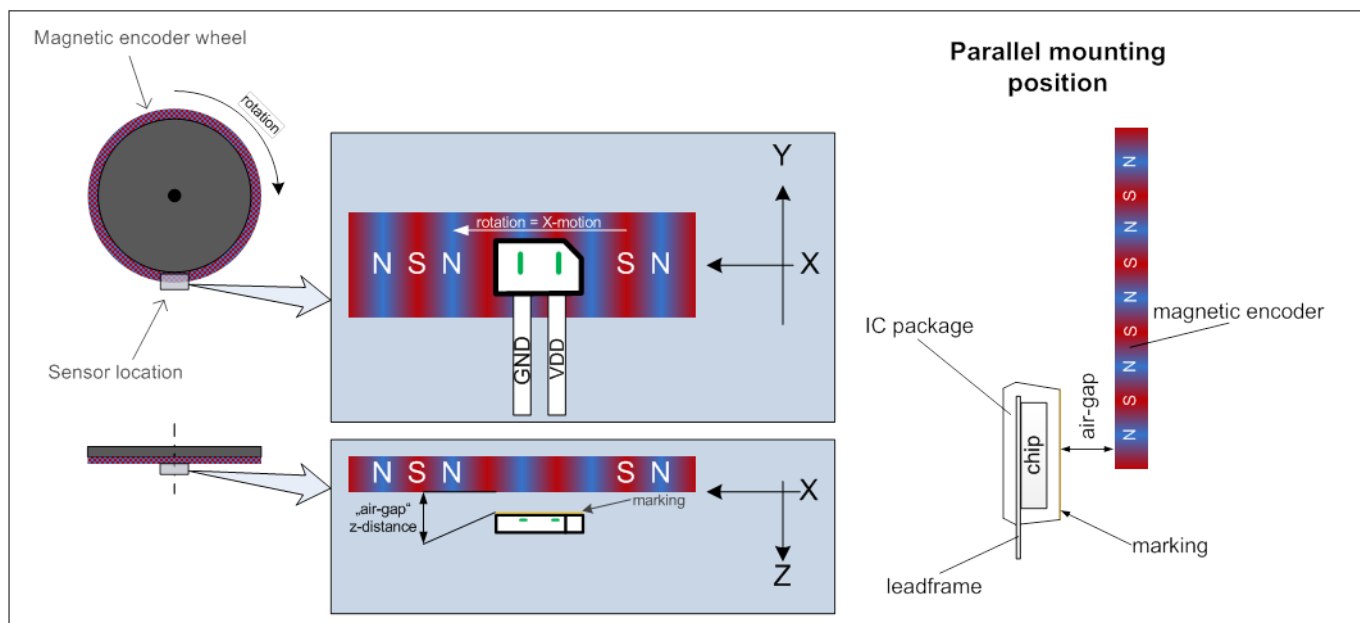 Magnetic encoder wheel
rotation
Sensor location
Y
rotation = X-motion
N S N S N
X
GND
VDD
N S N S N
X
„air-gap“
z-distance
marking
Z
Parallel mounting
position
N
S
N
S
N
S
N
S
N
magnetic encoder
IC package
air-gap
chip
marking
leadframe